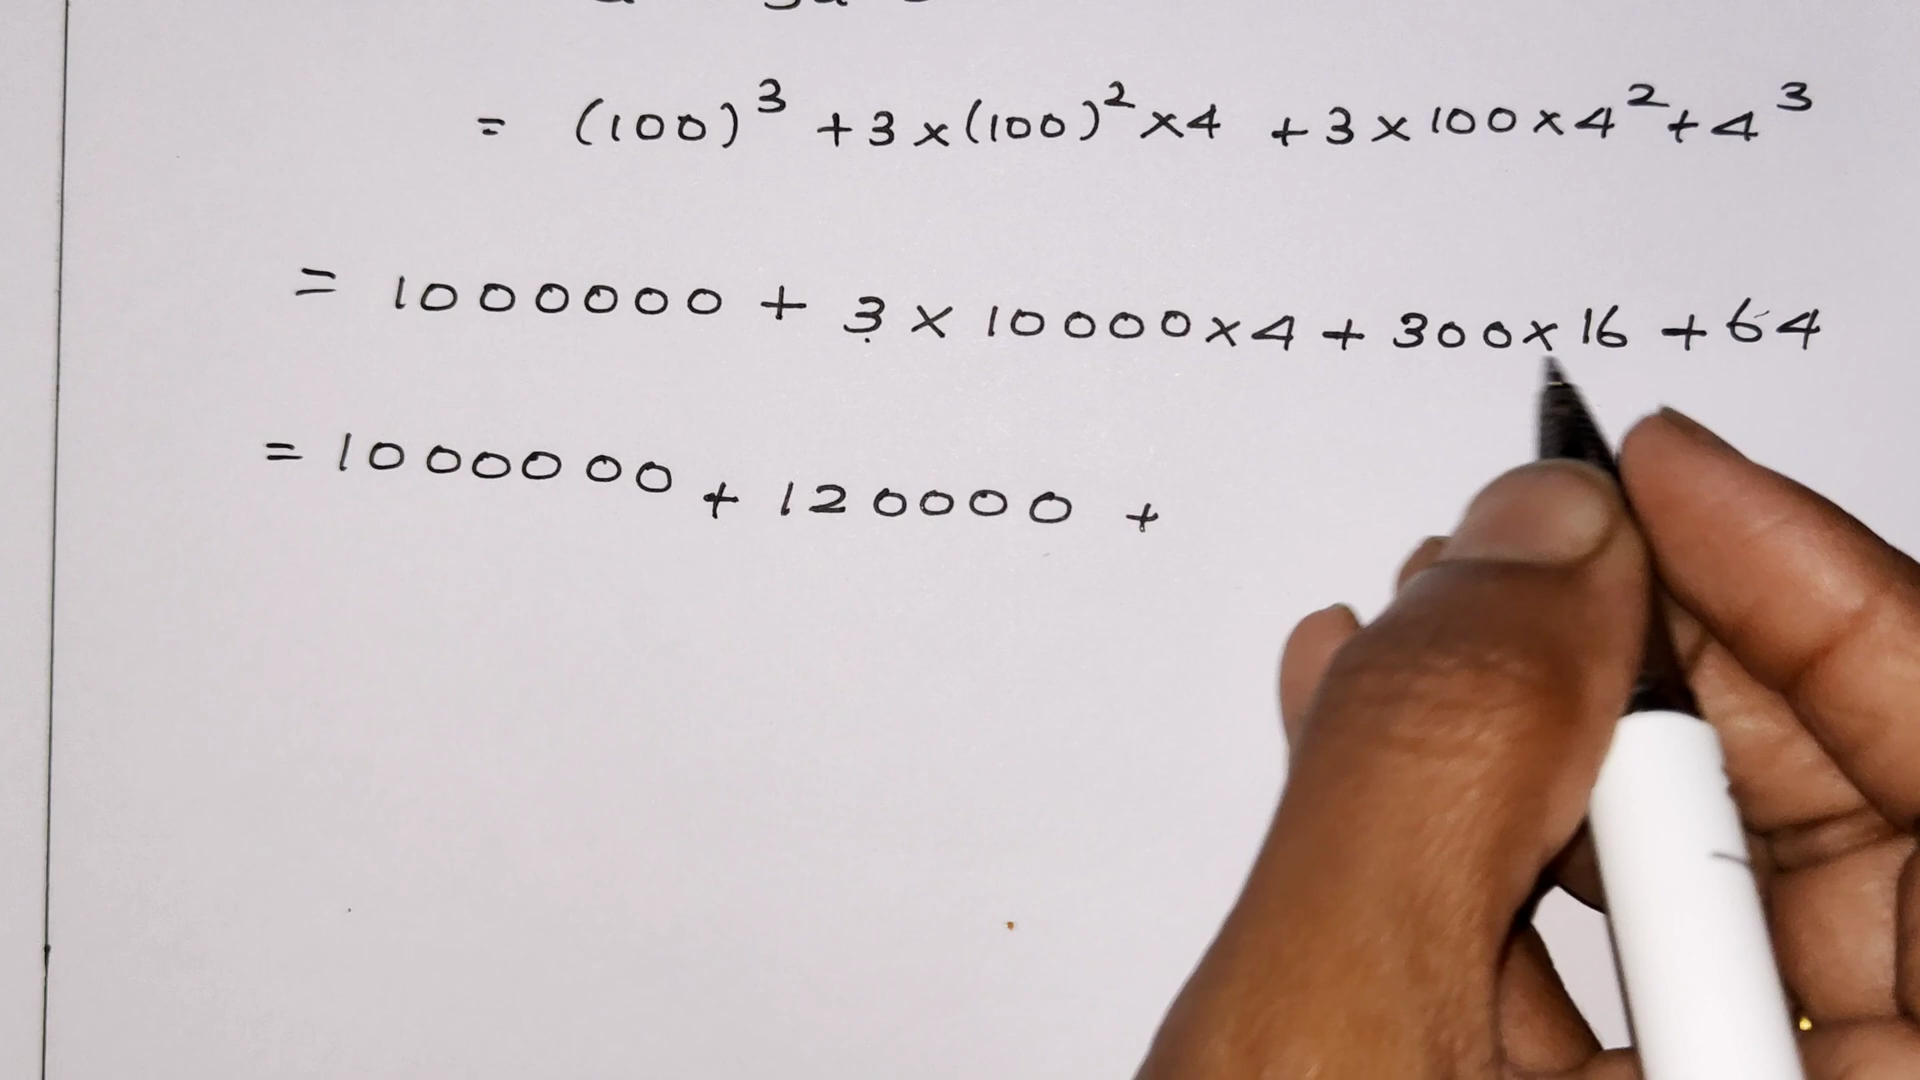 = (100)³ + 3 × (100)² × 4 + 3 × 100 × 4² + 4³
= 1000000 + 3 × 10000 × 4 + 300 × 16 + 64
= 1000000 + 120000 +